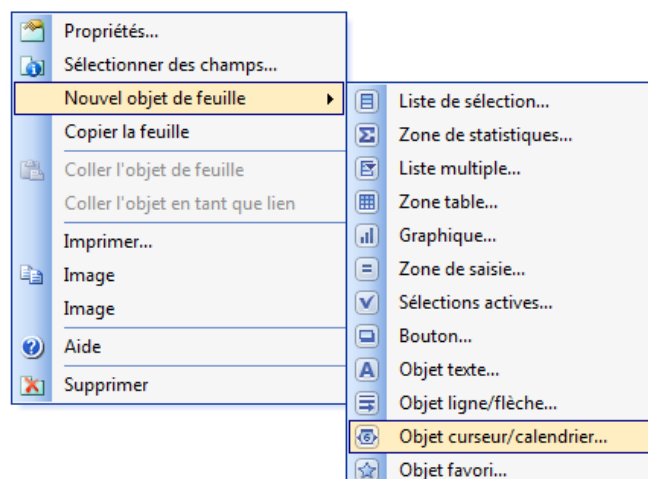 Propriétés...
Sélectionner des champs...
Nouvel objet de feuille
Copier la feuille
Coller l'objet de feuille
Coller l'objet en tant que lien
Imprimer...
Image
Image
Aide
Supprimer
Liste de sélection...
Zone de statistiques...
Liste multiple...
Zone table...
Graphique...
Zone de saisie...
Sélections actives...
Bouton...
Objet texte...
Objet ligne/flèche...
Objet curseur/calendrier...
Objet favori...